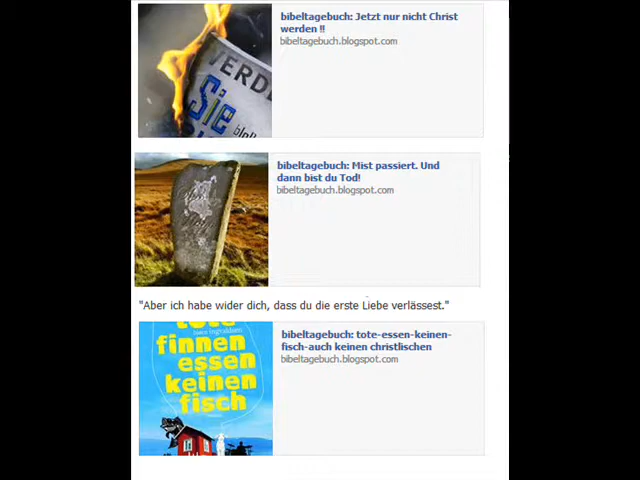 VERDE
Sie
bibeltagebuch: Jetzt nur nicht Christ
werden !!
bibeltagebuch.blogspot.com
bibeltagebuch: Mist passiert. Und
dann bist du Tod!
bibeltagebuch.blogspot.com
"Aber ich habe wider dich, dass du die erste Liebe verlässest."
tote
finnen
essen
keinen
fisch
bibeltagebuch: tote-essen-keinen-
fisch-auch keinen christlischen
bibeltagebuch.blogspot.com